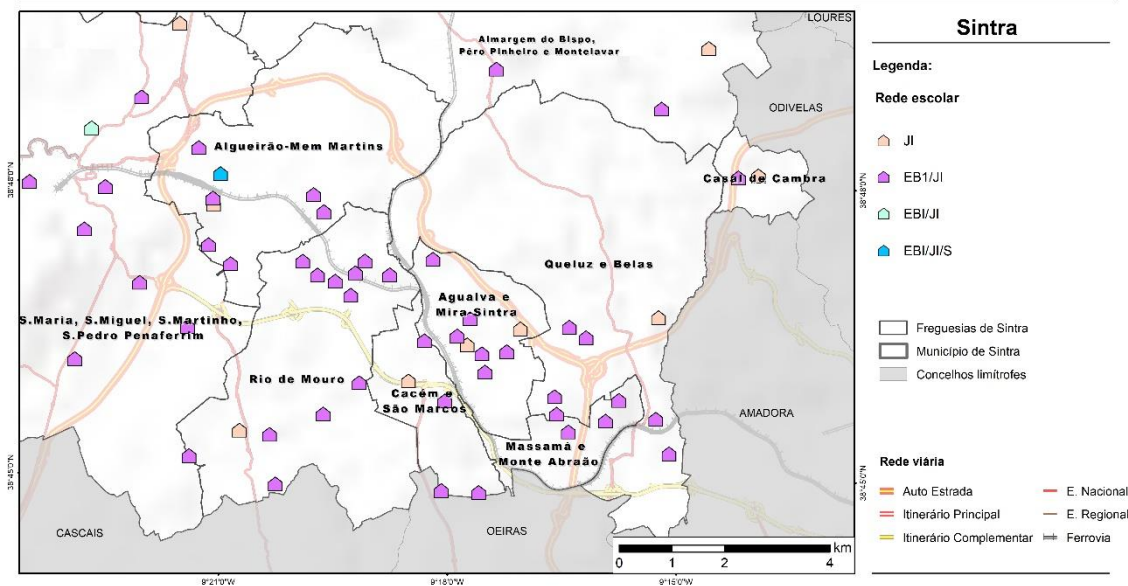 LOURES
Almargem do Bispo,
Pêro Pinheiro e Montelavar
ODIVELAS
Algueirão-Mem Martins
Casal de Cambra
38°48'0"N
38°48'0"N
Queluz e Belas
Agualva e
Mira-Sintra
S.Maria, S.Miguel, S.Martinho,
S.Pedro Penaferrim
Rio de Mouro
Cacém e
São Marcos
AMADORA
Massamá e
Monte Abraão
38°45'0"N
38°45'0"N
CASCAIS
OEIRAS
km
0 1 2 4
9°21'0"W
9°18'0"W
9°15'0"W
Sintra
Legenda:
Rede escolar
JI
EB1/JI
EBI/JI
EBI/JI/S
Freguesias de Sintra
Município de Sintra
Concelhos limítrofes
Rede viária
Auto Estrada
E. Nacional
Itinerário Principal
E. Regional
Itinerário Complementar
Ferrovia